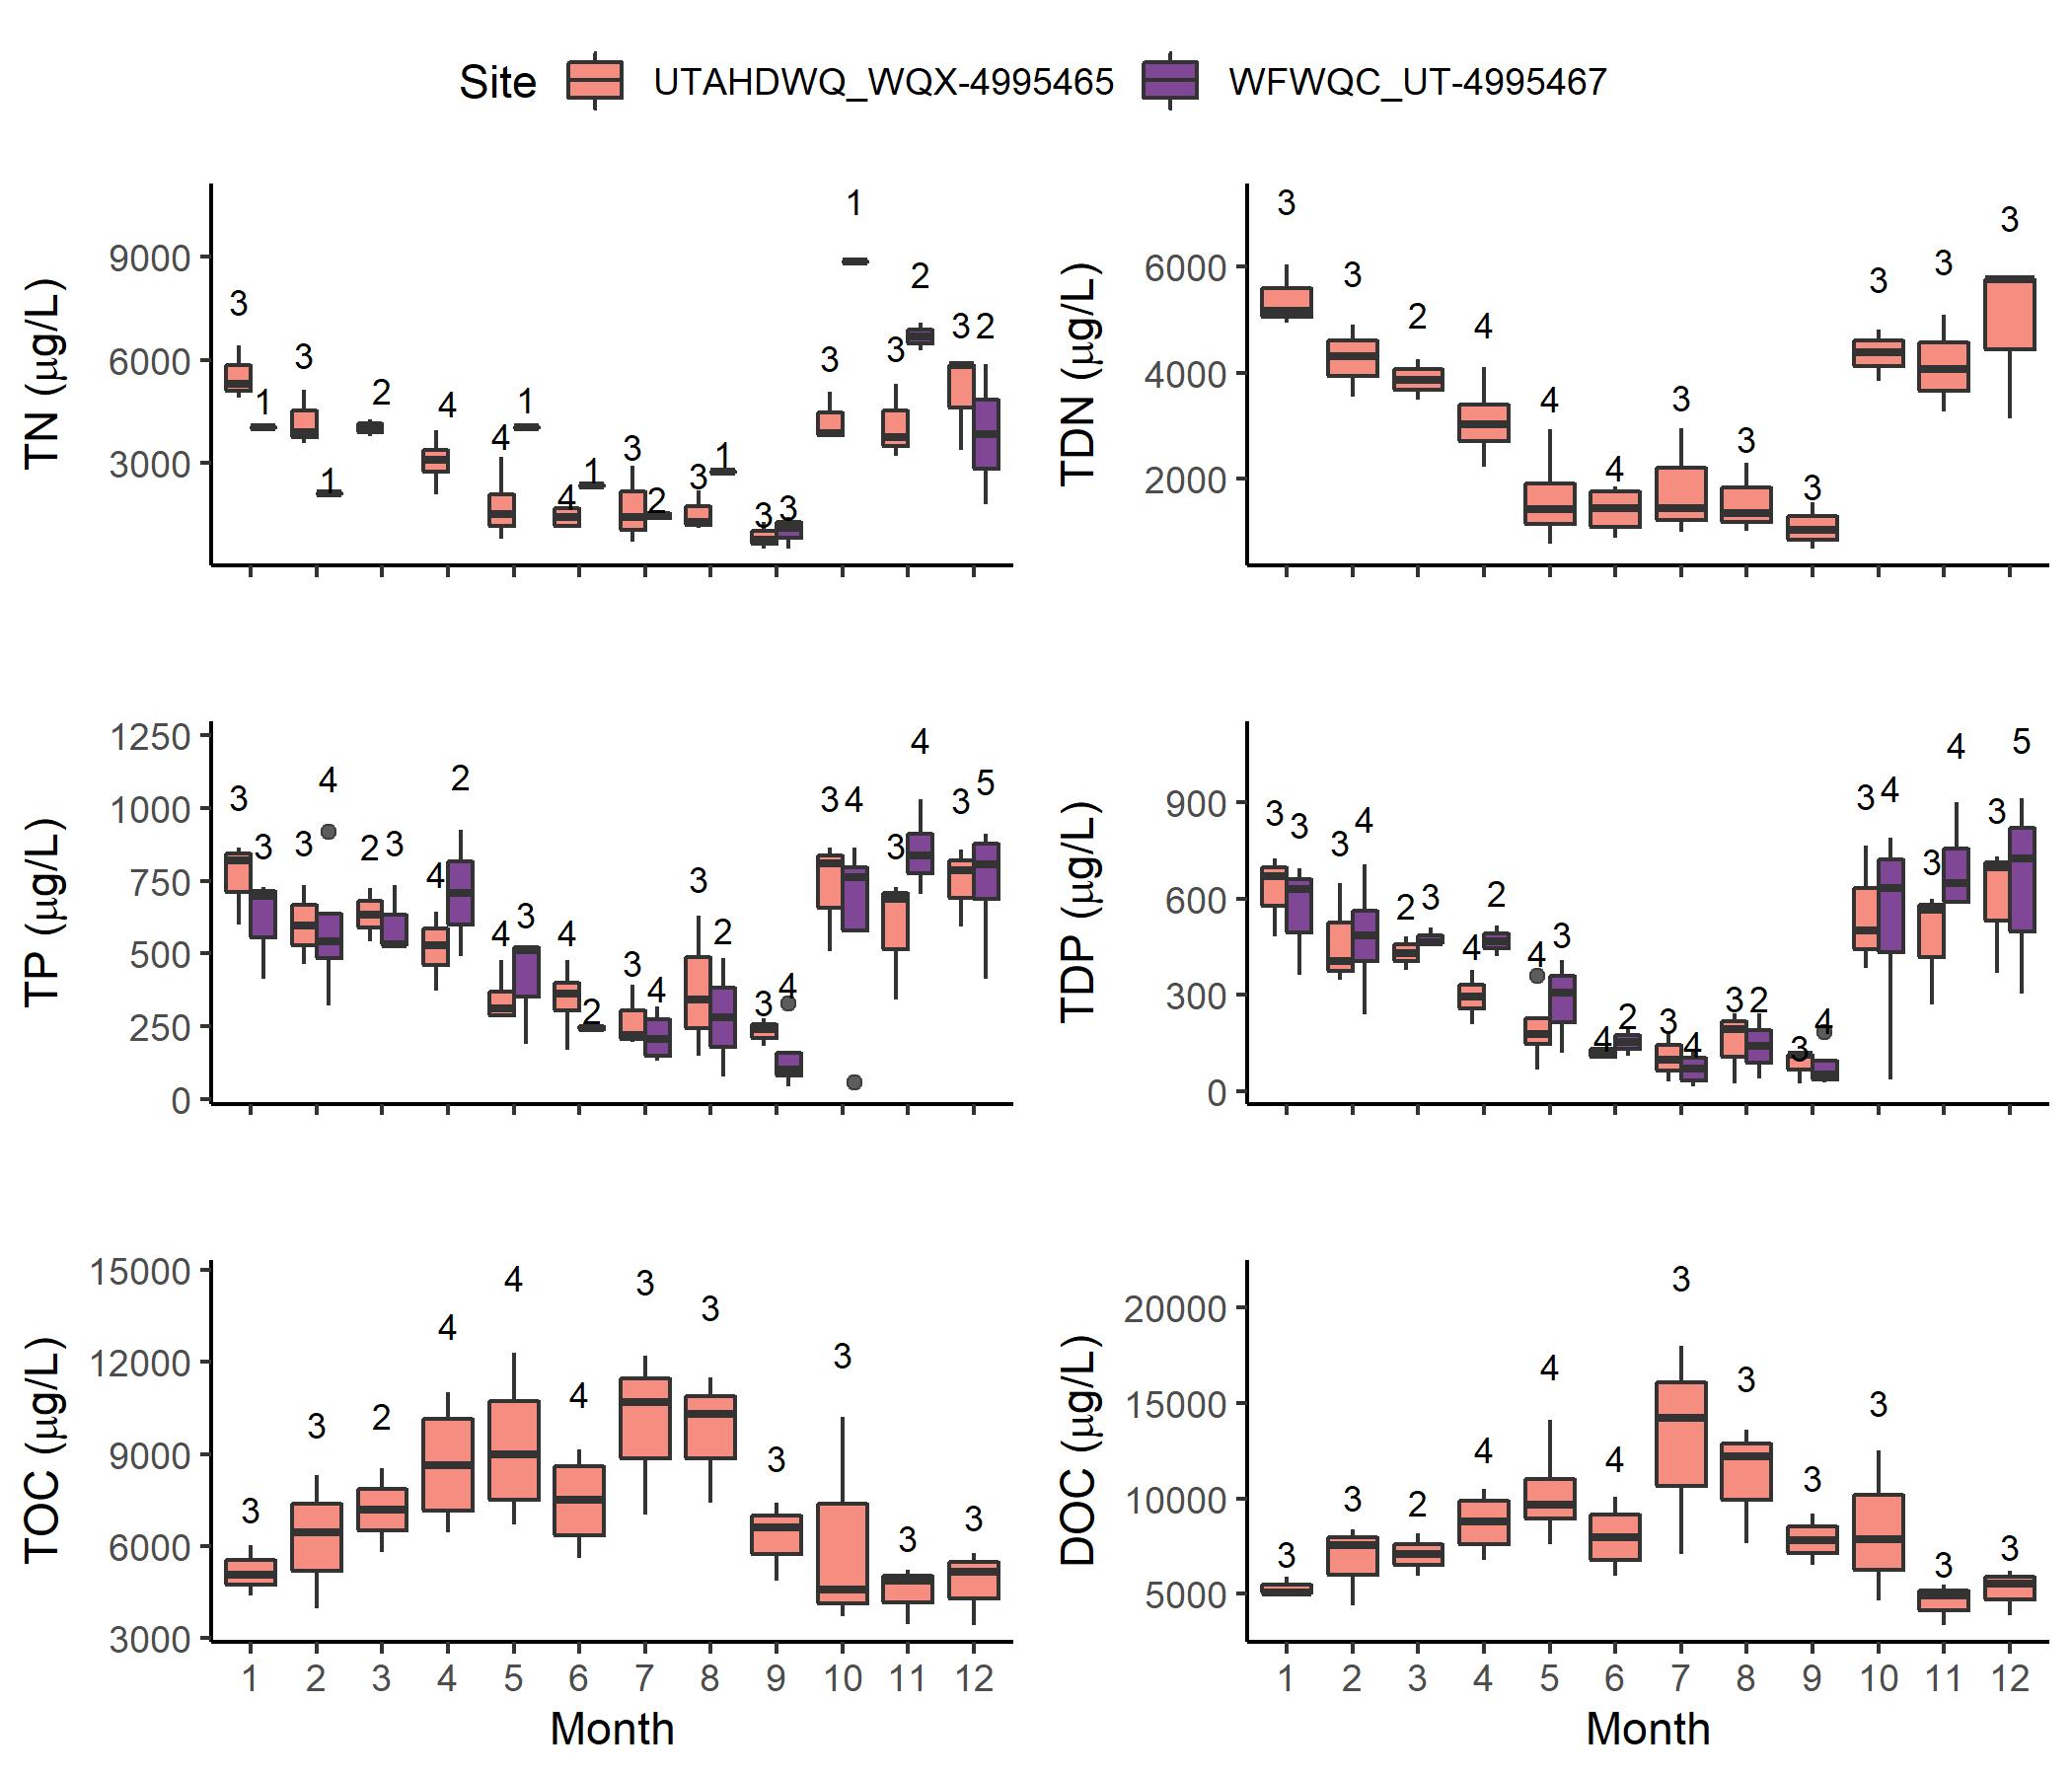 Site UTAHDWQ_WQX-4995465 WFWQC_UT-4995467
TN (µg/L)
9000
6000
3000
3 1 3 1 2 4 4 1 4 1 3 2 3 1 3 3 3 1 3 2 3 2
TDN (µg/L)
6000
4000
2000
3 3 2 4 4 4 3 3 3 3 3 3
TP (µg/L)
1250
1000
750
500
250
0
3 3 3 4 2 3 4 2 4 3 4 2 3 4 3 2 3 4 3 4 3 4 3 5
TDP (µg/L)
900
600
300
0
3 3 3 4 2 3 4 2 4 3 4 2 3 4 3 2 3 4 3 4 3 4 3 5
TOC (µg/L)
15000
12000
9000
6000
3000
3 3 2 4 4 4 3 3 3 3 3 3
1 2 3 4 5 6 7 8 9 10 11 12
Month
DOC (µg/L)
20000
15000
10000
5000
3 3 2 4 4 4 3 3 3 3 3 3
1 2 3 4 5 6 7 8 9 10 11 12
Month